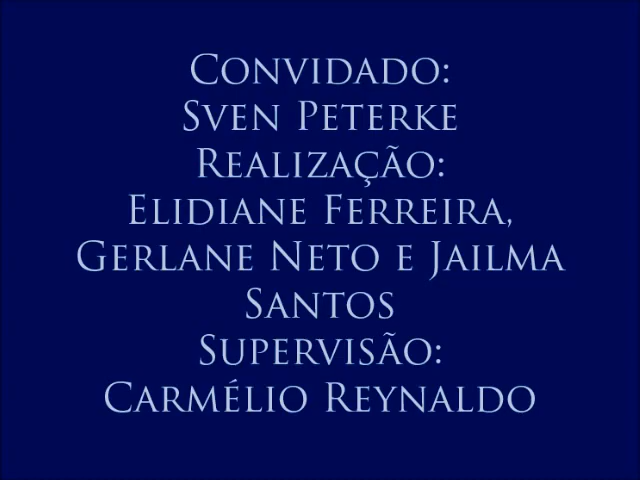 Convidado:
Sven Peterke
Realização:
Elidiane Ferreira,
Gerlane Neto e Jailma
Santos
Supervisão:
Carmélio Reynaldo